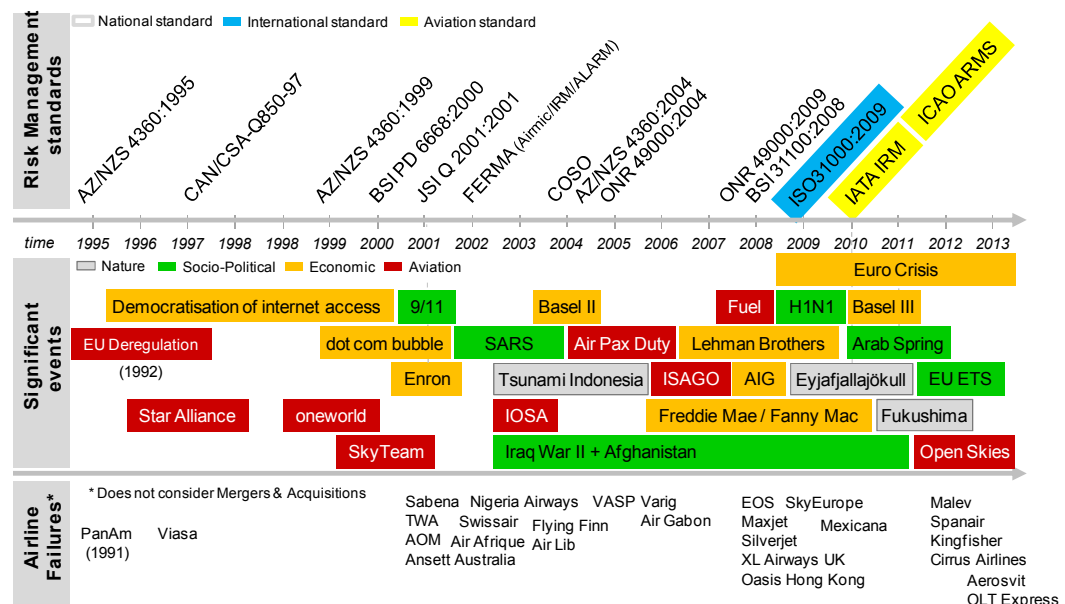 Risk Management
standards
National standard
International standard
Aviation standard
AZ/NZS 4360:1995
CAN/CSA-Q850-97
AZ/NZS 4360:1999
BSI PD 6668:2000
JSI Q 2001:2001
FERMA (Airmic/IRM/ALARM)
COSO
AZ/NZS 4360:2004
ONR 49000:2004
ONR 49000:2009
BSI 31100:2008
ISO31000:2009
IATA IRM
ICAO ARMS
time 1995 1996 1997 1998 1998 1999 2000 2001 2002 2003 2004 2005 2006 2007 2008 2009 2010 2011 2012 2013
Significant
events
Nature Socio-Political Economic Aviation
Euro Crisis
Democratisation of internet access 9/11 Basel II Fuel H1N1 Basel III
EU Deregulation dot com bubble SARS Air Pax Duty Lehman Brothers Arab Spring
(1992) Enron Tsunami Indonesia ISAGO AIG Eyjafjallajökull EU ETS
Star Alliance oneworld IOSA Freddie Mae / Fanny Mac Fukushima
SkyTeam Iraq War II + Afghanistan Open Skies
Airline
Failures*
* Does not consider Mergers & Acquisitions
PanAm
(1991)
Viasa
Sabena Nigeria Airways VASP Varig
TWA Swissair Flying Finn Air Gabon
AOM Air Afrique Air Lib
Ansett Australia
EOS SkyEurope
Maxjet Mexicana
Silverjet
XL Airways UK
Oasis Hong Kong
Malev
Spanair
Kingfisher
Cirrus Airlines
Aerosvit
OLT Express